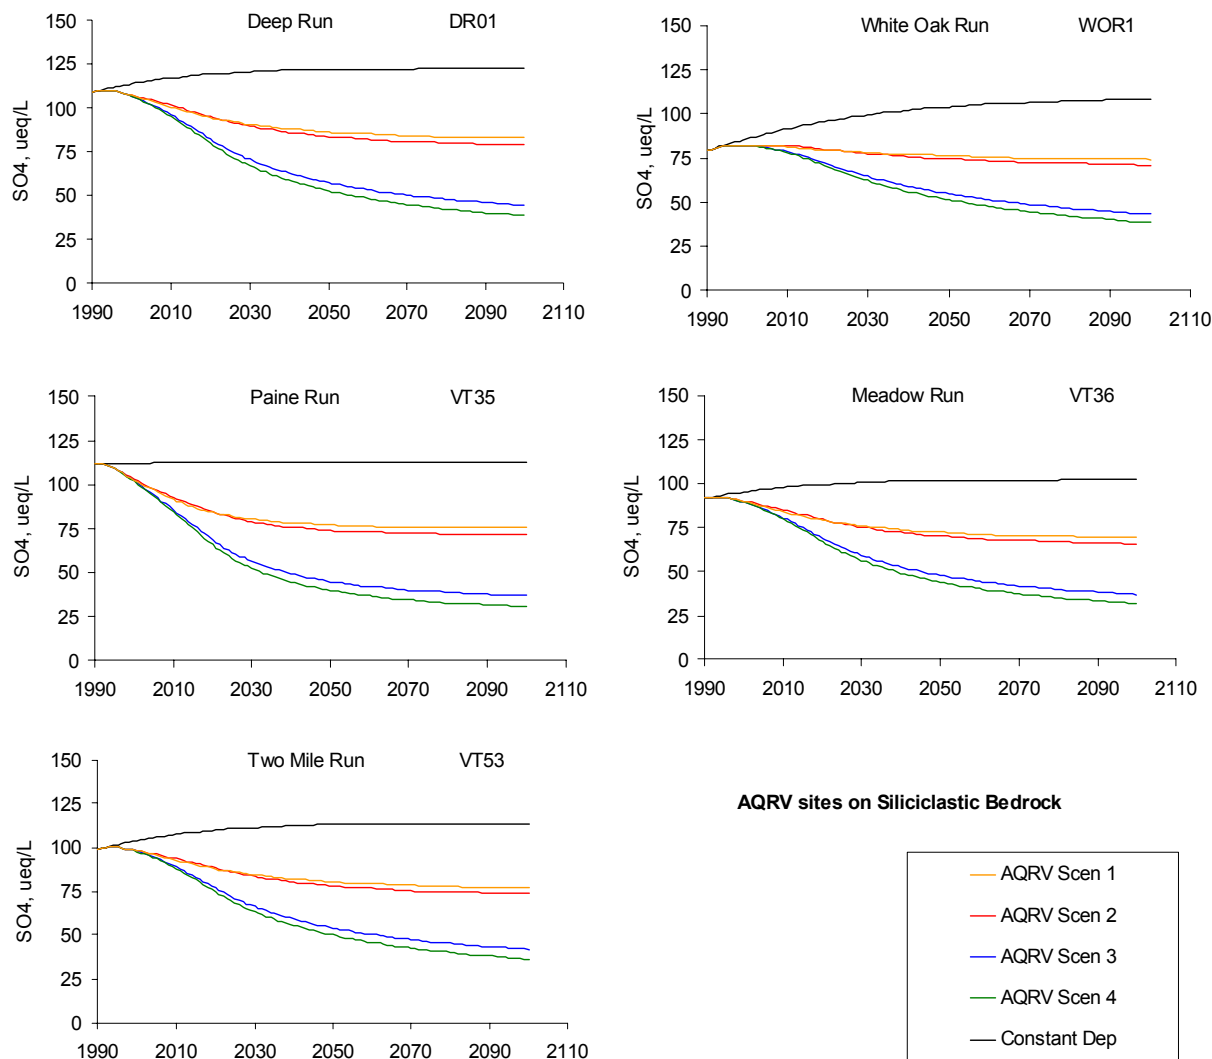 Deep Run DR01
150
125
100
75
50
25
0
SO4, ueq/L
1990 2010 2030 2050 2070 2090 2110
White Oak Run WOR1
150
125
100
75
50
25
0
SO4, ueq/L
1990 2010 2030 2050 2070 2090 2110
Paine Run VT35
150
125
100
75
50
25
0
SO4, ueq/L
1990 2010 2030 2050 2070 2090 2110
Meadow Run VT36
150
125
100
75
50
25
0
SO4, ueq/L
1990 2010 2030 2050 2070 2090 2110
Two Mile Run VT53
150
125
100
75
50
25
0
SO4, ueq/L
1990 2010 2030 2050 2070 2090 2110
AQRV sites on Siliciclastic Bedrock
AQRV Scen 1
AQRV Scen 2
AQRV Scen 3
AQRV Scen 4
Constant Dep